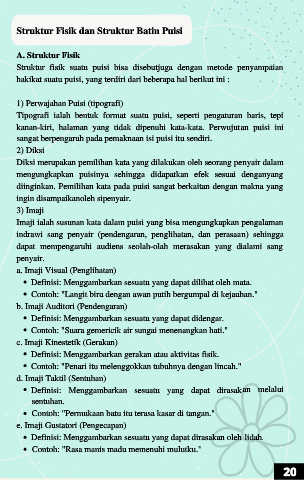 Struktur Fisik dan Struktur Batin Puisi
A. Struktur Fisik
Struktur fisik suatu puisi bisa disebutjuga dengan metode penyampaian
hakikat suatu puisi, yang terdiri dari beberapa hal berikut ini :
1) Perwajahan Puisi (tipografi)
Tipografi ialah bentuk format suatu puisi, seperti pengaturan baris, tepi
kanan-kiri, halaman yang tidak dipenuhi kata-kata. Perwujutan puisi ini
sangat berpengaruh pada pemaknaan isi puisi itu sendiri.
2) Diksi
Diksi merupakan pemilihan kata yang dilakukan oleh seorang penyair dalam
mengungkapkan puisinya sehingga didapatkan efek sesuai denganyang
diinginkan. Pemilihan kata pada puisi sangat berkaitan dengan makna yang
ingin disampaikanoleh sipenyair.
3) Imaji
Imaji ialah susunan kata dalam puisi yang bisa mengungkapkan pengalaman
indrawi sang penyair (pendengaran, penglihatan, dan perasaan) sehingga
dapat mempengaruhi audiens seolah-olah merasakan yang dialami sang
penyair.
a. Imaji Visual (Penglihatan)
• Definisi: Menggambarkan sesuatu yang dapat dilihat oleh mata.
• Contoh: "Langit biru dengan awan putih bergumpal di kejauhan."
b. Imaji Auditori (Pendengaran)
• Definisi: Menggambarkan sesuatu yang dapat didengar.
• Contoh: "Suara gemericik air sungai menenangkan hati."
c. Imaji Kinestetik (Gerakan)
• Definisi: Menggambarkan gerakan atau aktivitas fisik.
• Contoh: "Penari itu melenggokkan tubuhnya dengan lincah."
d. Imaji Taktil (Sentuhan)
• Definisi: Menggambarkan sesuatu yang dapat dirasakan melalui
sentuhan.
• Contoh: "Permukaan batu itu terasa kasar di tangan."
e. Imaji Gustatori (Pengecapan)
• Definisi: Menggambarkan sesuatu yang dapat dirasakan oleh lidah.
• Contoh: "Rasa manis madu memenuhi mulutku."
20